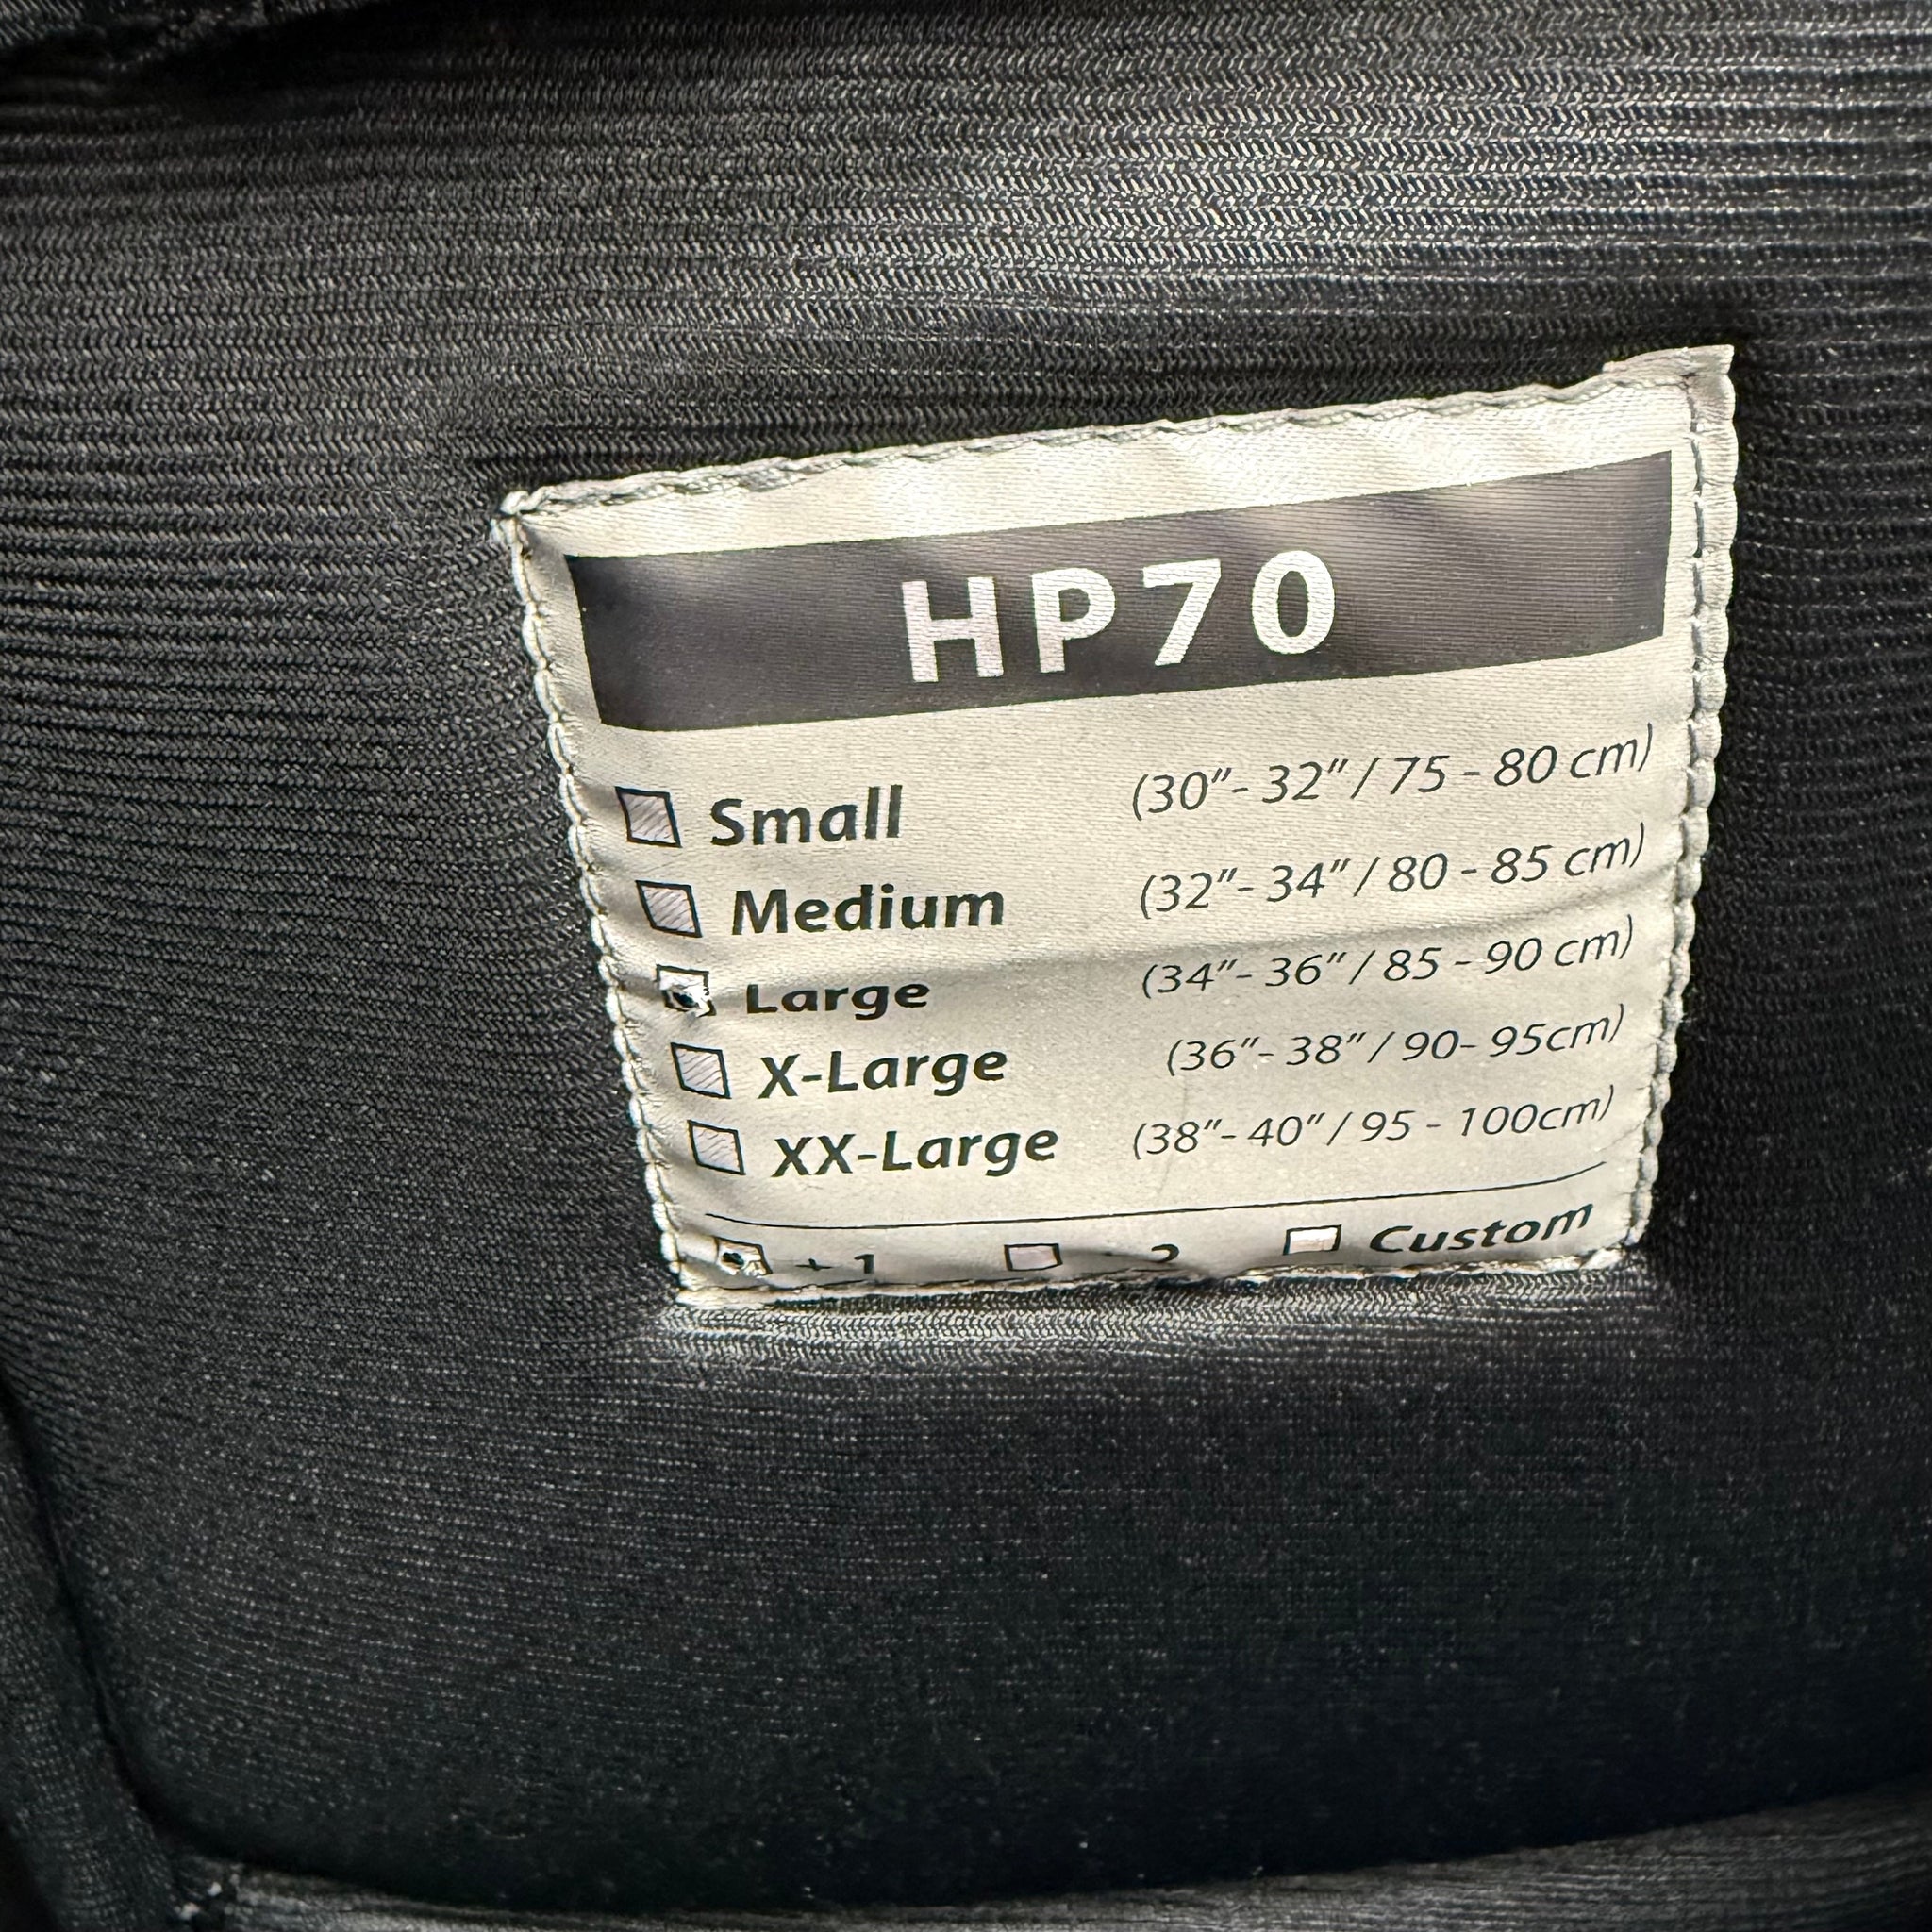 HP70
Small (30"- 32" / 75 - 80 cm)
Medium (32"- 34" / 80 - 85 cm)
Large (34"- 36" / 85 - 90 cm)
X-Large (36"- 38" / 90- 95cm)
XX-Large (38"- 40" / 95 - 100cm)
+ 1 Custom